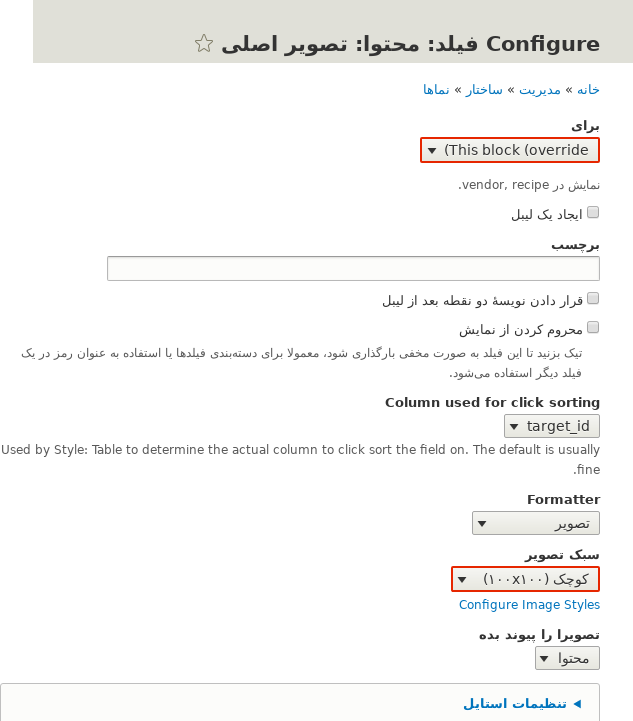 Configure فیلد: محتوا: تصویر اصلی
خانه » مدیریت » ساختار » نماها
برای
This block (override)
نمایش در vendor, recipe.
ایجاد یک لیبل
برچسب
قرار دادن نویسهٔ دو نقطه بعد از لیبل
محروم کردن از نمایش
تیک بزنید تا این فیلد به صورت مخفی بارگذاری شود، معمولا برای دسته‌بندی فیلدها یا استفاده به عنوان رمز در یک
فیلد دیگر استفاده می‌شود.
Column used for click sorting
target_id
Used by Style: Table to determine the actual column to click sort the field on. The default is usually
fine.
Formatter
تصویر
سبک تصویر
کوچک (۱۰۰x۱۰۰)
Configure Image Styles
تصویرا را پیوند بده
محتوا
تنظیمات استایل